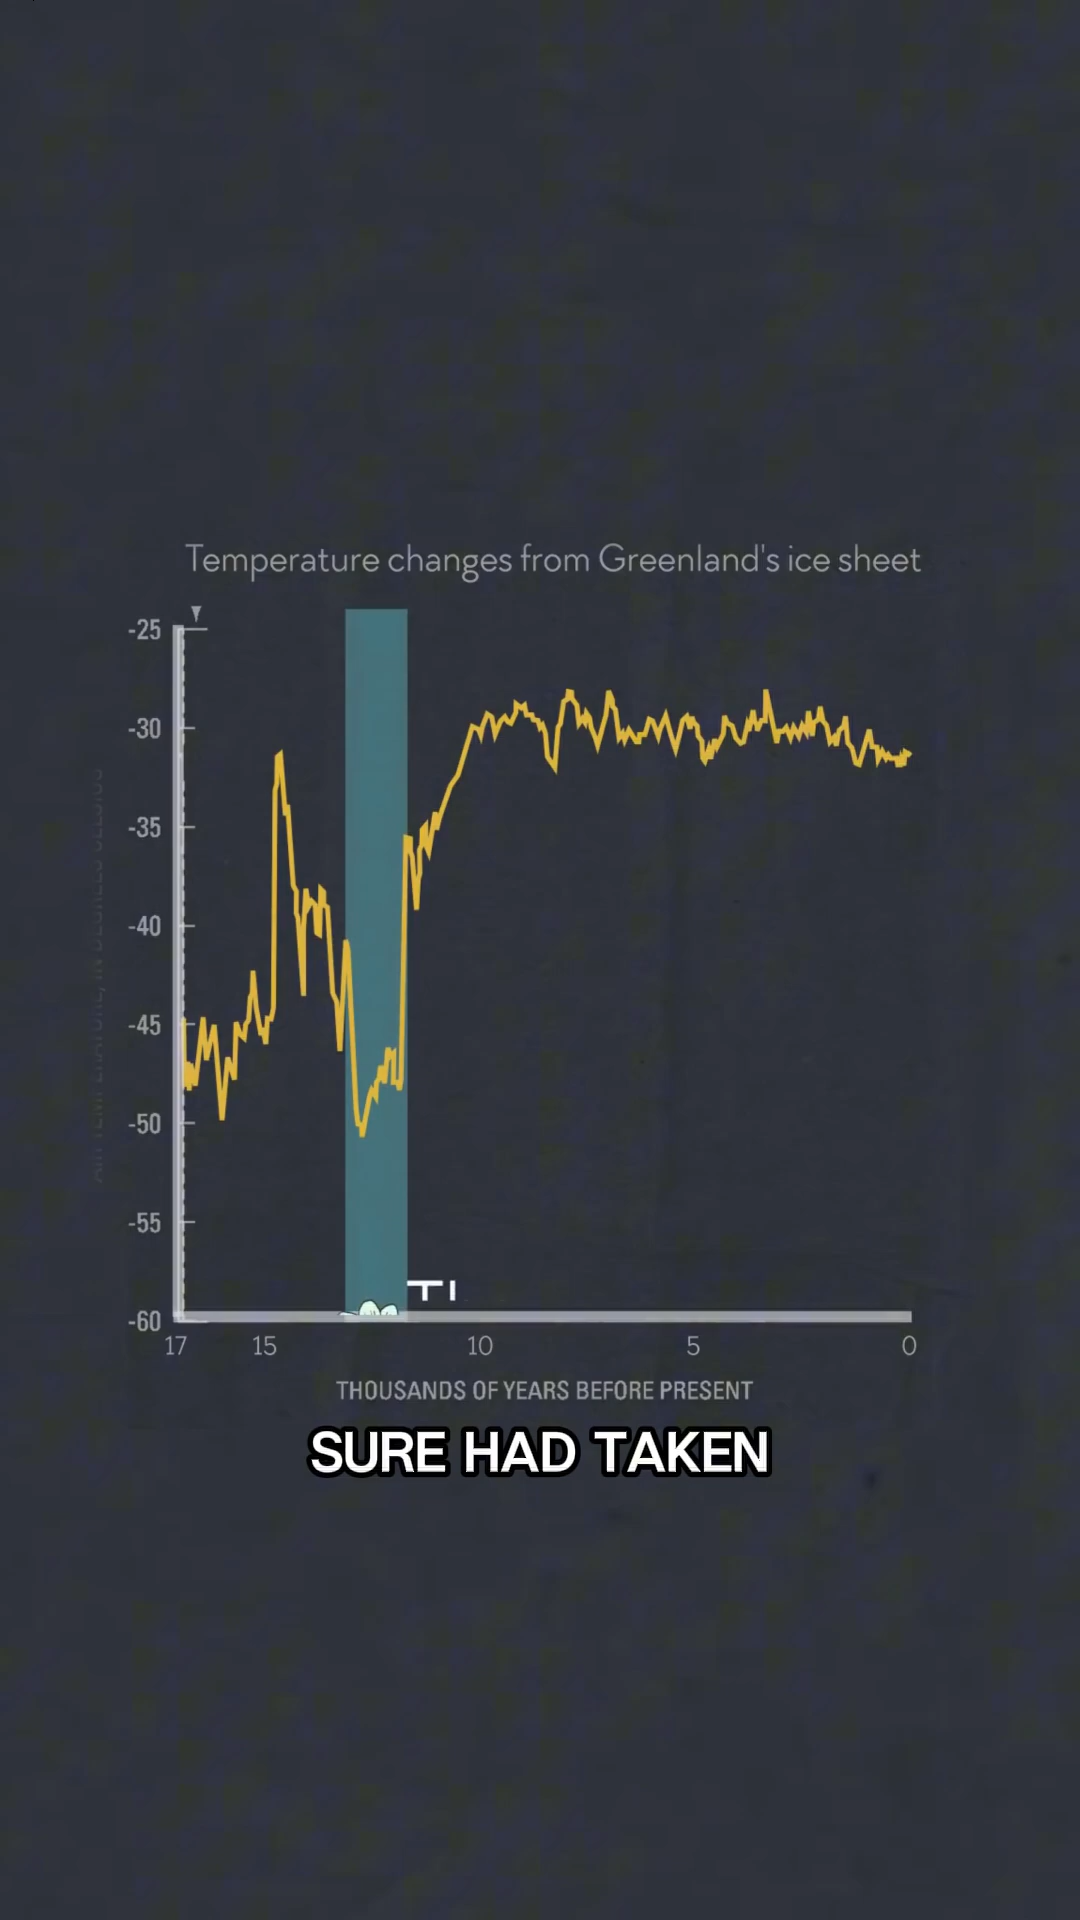 Temperature changes from Greenland's ice sheet
-25
-30
-35
-40
-45
-50
-55
-60
17 15 10 5 0
THOUSANDS OF YEARS BEFORE PRESENT
SURE HAD TAKEN